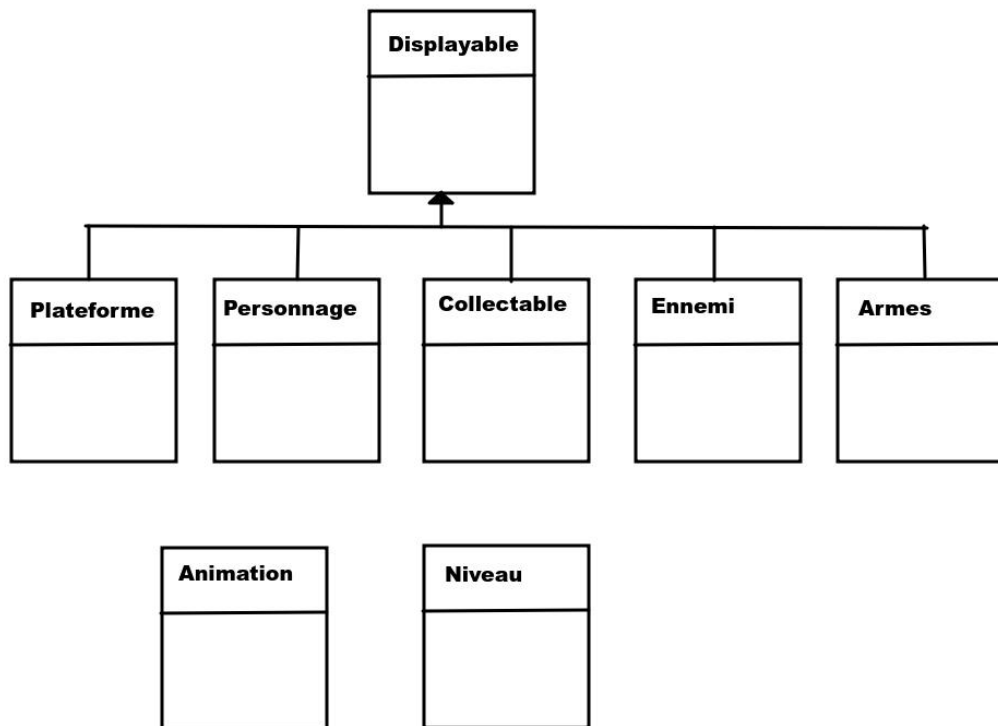 Displayable
Plateforme
Personnage
Collectable
Ennemi
Armes
Animation
Niveau